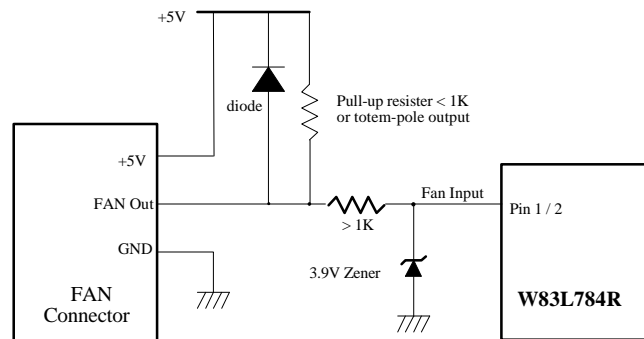 +5V
diode
Pull-up resister < 1K
or totem-pole output
+5V
FAN Out
GND
FAN
Connector
> 1K
3.9V Zener
Fan Input
Pin 1 / 2
W83L784R